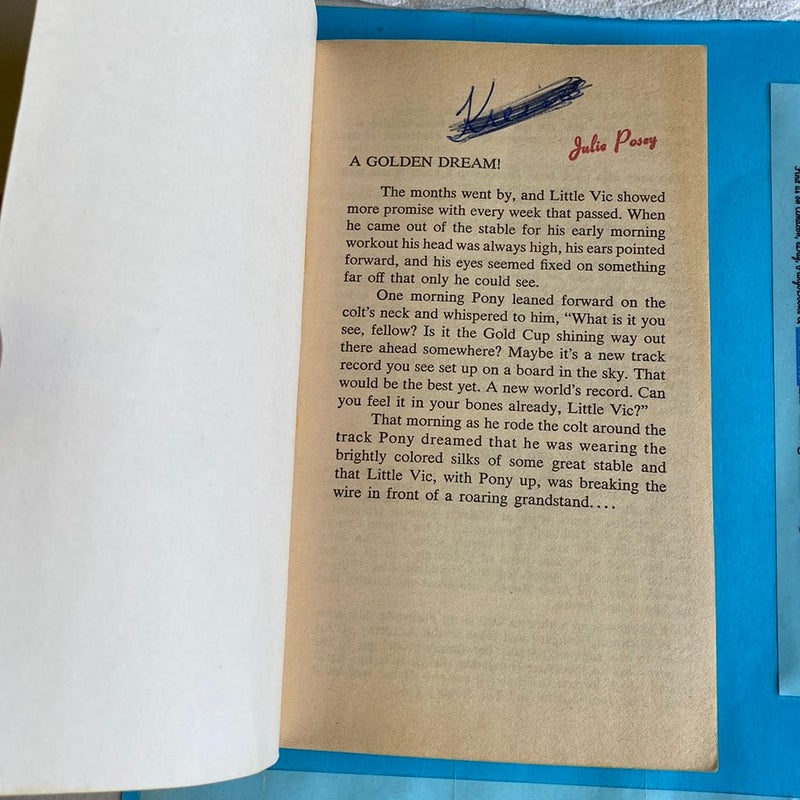 Julie Posey
A GOLDEN DREAM!
The months went by, and Little Vic showed
more promise with every week that passed. When
he came out of the stable for his early morning
workout his head was always high, his ears pointed
forward, and his eyes seemed fixed on something
far off that only he could see.
One morning Pony leaned forward on the
colt's neck and whispered to him, "What is it you
see, fellow? Is it the Gold Cup shining way out
there ahead somewhere? Maybe it's a new track
record you see set up on a board in the sky. That
would be the best yet. A new world's record. Can
you feel it in your bones already, Little Vic?"
That morning as he rode the colt around the
track Pony dreamed that he was wearing the
brightly colored silks of some great stable and
that Little Vic, with Pony up, was breaking the
wire in front of a roaring grandstand....